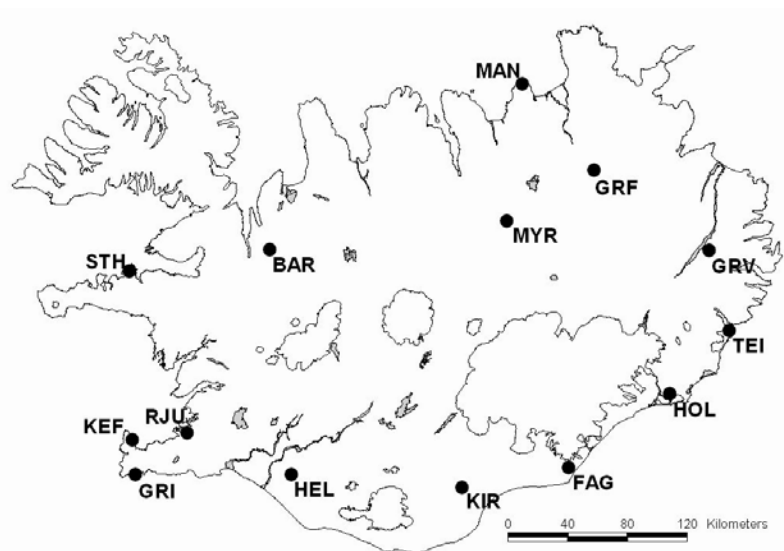 MAN
GRF
MYR
STH
BAR
GRV
TEI
HOL
KEF
RJU
FAG
GRI
HEL
KIR
0 40 80 120 Kilometers